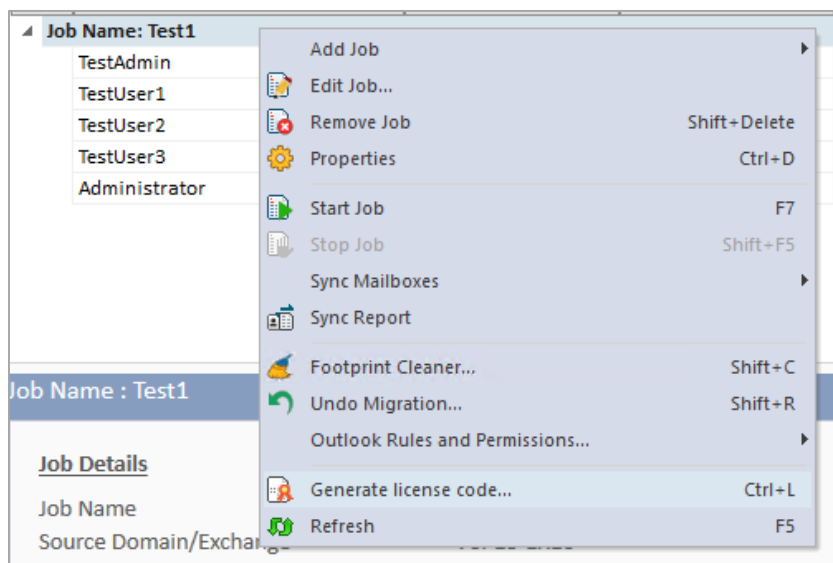 Job Name: Test1
TestAdmin
TestUser1
TestUser2
TestUser3
Administrator
Add Job
Edit Job...
Remove Job Shift+Delete
Properties Ctrl+D
Start Job F7
Stop Job Shift+F5
Sync Mailboxes
Sync Report
Footprint Cleaner... Shift+C
Undo Migration... Shift+R
Outlook Rules and Permissions...
Generate license code... Ctrl+L
Refresh F5
Job Name : Test1
Job Details
Job Name
Source Domain/Exchange